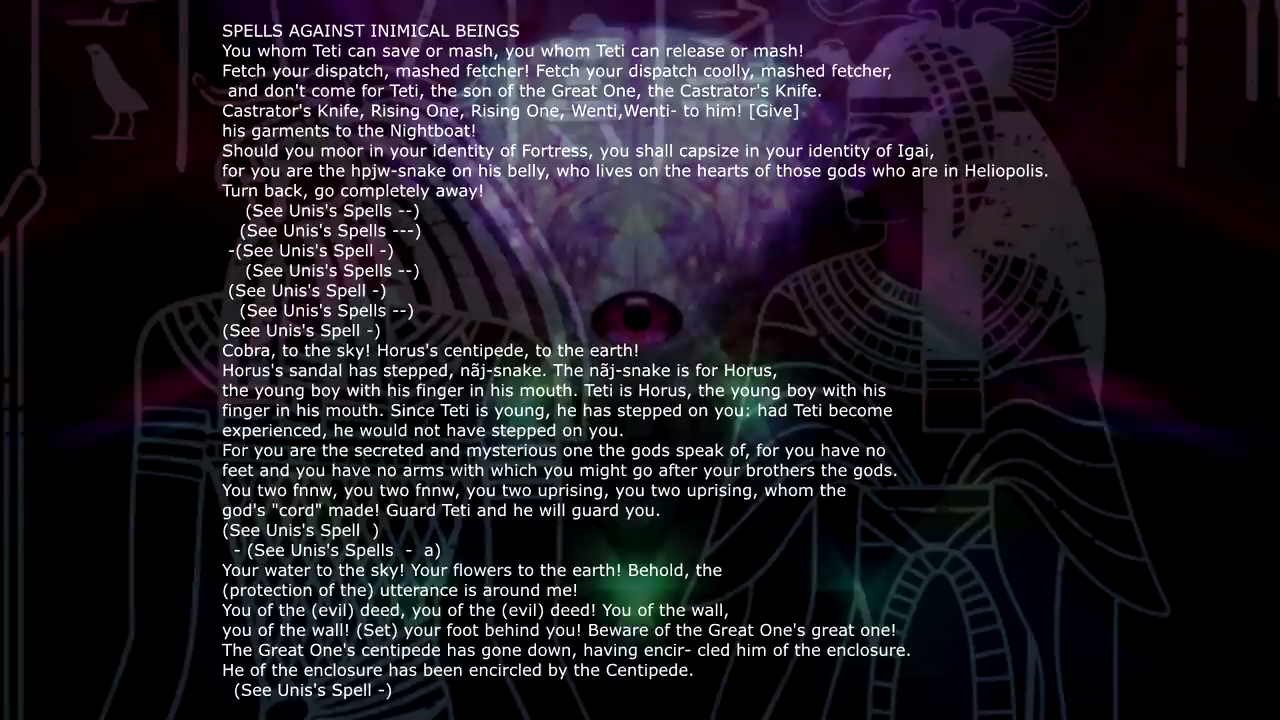 SPELLS AGAINST INIMICAL BEINGS
You whom Teti can save or mash, you whom Teti can release or mash!
Fetch your dispatch, mashed fetcher! Fetch your dispatch coolly, mashed fetcher,
and don't come for Teti, the son of the Great One, the Castrator's Knife.
Castrator's Knife, Rising One, Rising One, Wenti,Wenti- to him! [Give]
his garments to the Nightboat!
Should you moor in your identity of Fortress, you shall capsize in your identity of Igai,
for you are the hpjw-snake on his belly, who lives on the hearts of those gods who are in Heliopolis.
Turn back, go completely away!
(See Unis's Spells --)
(See Unis's Spells ---)
-(See Unis's Spell -)
(See Unis's Spells --)
(See Unis's Spell -)
(See Unis's Spells --)
(See Unis's Spell -)
Cobra, to the sky! Horus's centipede, to the earth!
Horus's sandal has stepped, nãj-snake. The nãj-snake is for Horus,
the young boy with his finger in his mouth. Teti is Horus, the young boy with his
finger in his mouth. Since Teti is young, he has stepped on you: had Teti become
experienced, he would not have stepped on you.
For you are the secreted and mysterious one the gods speak of, for you have no
feet and you have no arms with which you might go after your brothers the gods.
You two fnnw, you two fnnw, you two uprising, you two uprising, whom the
god's "cord" made! Guard Teti and he will guard you.
(See Unis's Spell  )
- (See Unis's Spells  -  a)
Your water to the sky! Your flowers to the earth! Behold, the
(protection of the) utterance is around me!
You of the (evil) deed, you of the (evil) deed! You of the wall,
you of the wall! (Set) your foot behind you! Beware of the Great One's great one!
The Great One's centipede has gone down, having encir- cled him of the enclosure.
He of the enclosure has been encircled by the Centipede.
(See Unis's Spell -)